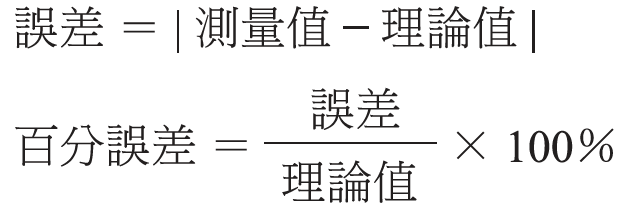 誤差 = | 測量值 − 理論值 |
百分誤差 = 誤差 / 理論值 × 100%